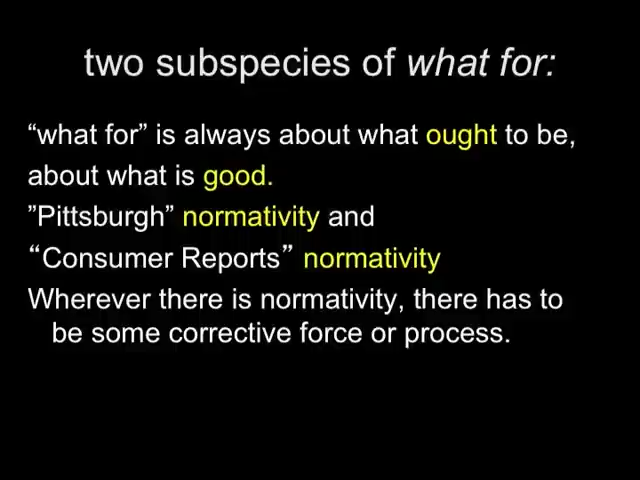 two subspecies of what for:
“what for” is always about what ought to be,
about what is good.
”Pittsburgh” normativity and
“Consumer Reports” normativity
Wherever there is normativity, there has to
be some corrective force or process.